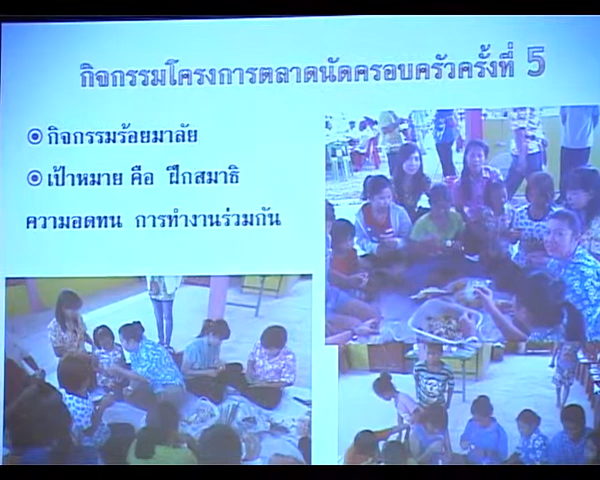 กิจกรรมโครงการตลาดนัดครอบครัวครั้งที่ 5
กิจกรรมร้อยมาลัย
เป้าหมาย คือ ฝึกสมาธิ
ความอดทน การทำงานร่วมกัน